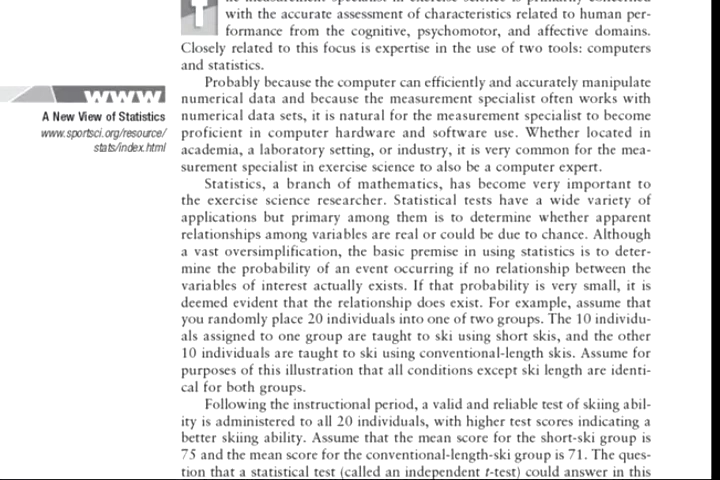 with the accurate assessment of characteristics related to human per-
formance from the cognitive, psychomotor, and affective domains.
Closely related to this focus is expertise in the use of two tools: computers
and statistics.
Probably because the computer can efficiently and accurately manipulate
numerical data and because the measurement specialist often works with
numerical data sets, it is natural for the measurement specialist to become
proficient in computer hardware and software use. Whether located in
academia, a laboratory setting, or industry, it is very common for the mea-
surement specialist in exercise science to also be a computer expert.
Statistics, a branch of mathematics, has become very important to
the exercise science researcher. Statistical tests have a wide variety of
applications but primary among them is to determine whether apparent
relationships among variables are real or could be due to chance. Although
a vast oversimplification, the basic premise in using statistics is to deter-
mine the probability of an event occurring if no relationship between the
variables of interest actually exists. If that probability is very small, it is
deemed evident that the relationship does exist. For example, assume that
you randomly place 20 individuals into one of two groups. The 10 individu-
als assigned to one group are taught to ski using short skis, and the other
10 individuals are taught to ski using conventional-length skis. Assume for
purposes of this illustration that all conditions except ski length are identi-
cal for both groups.
Following the instructional period, a valid and reliable test of skiing abil-
ity is administered to all 20 individuals, with higher test scores indicating a
better skiing ability. Assume that the mean score for the short-ski group is
75 and the mean score for the conventional-length-ski group is 71. The ques-
tion that a statistical test (called an independent t-test) could answer in this
www
A New View of Statistics
www.sportsci.org/resource/
stats/index.html